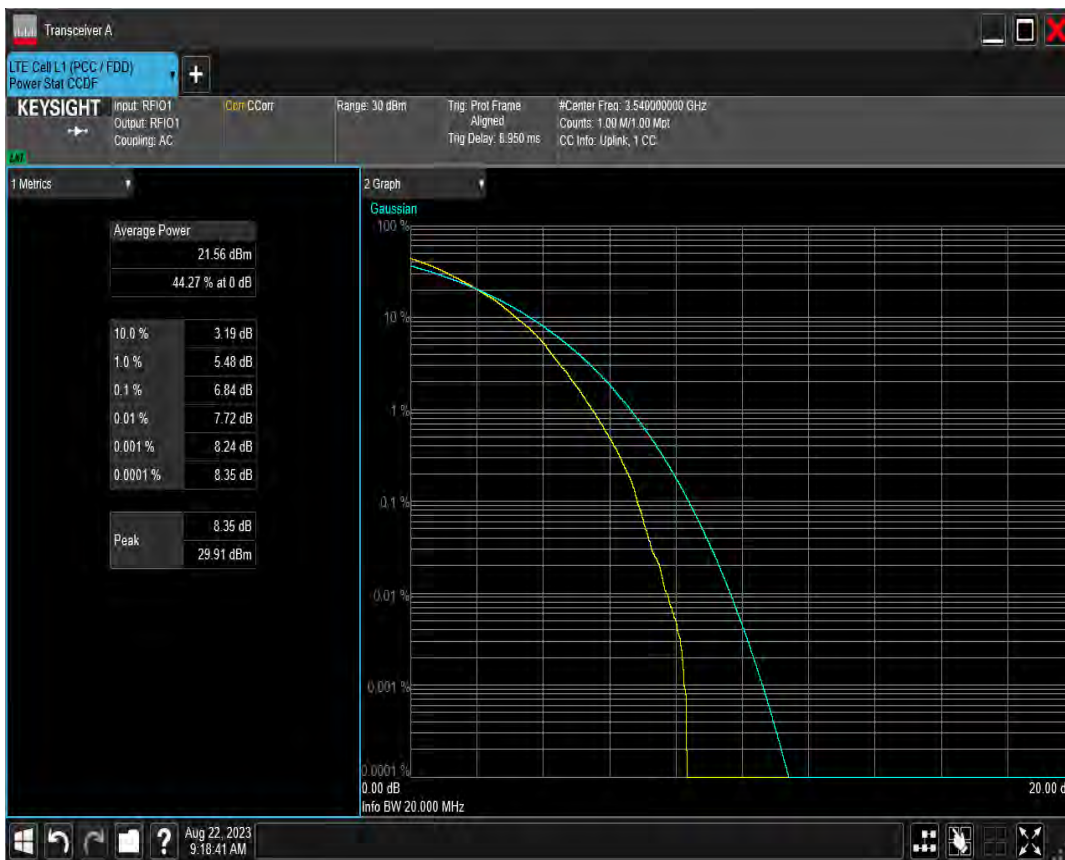 Transceiver A
LTE Cell L1 (PCC / FDD)
Power Stat CCDF
+
KEYSIGHT
Input: RFIO1
Output: RFIO1
Coupling: AC
Corr CCorr
Range: 30 dBm
Trig: Prot Frame
Aligned
Trig Delay: 8.950 ms
#Center Freq: 3.549000000 GHz
Counts: 1.00 M/1.00 Mpt
CC Info: Uplink, 1 CC
1 Metrics
Average Power
21.56 dBm
44.27 % at 0 dB
10.0 % 3.19 dB
1.0 % 5.48 dB
0.1 % 6.84 dB
0.01 % 7.72 dB
0.001 % 8.24 dB
0.0001 % 8.35 dB
Peak
8.35 dB
29.91 dBm
2 Graph
Gaussian
100 %
10 %
1 %
0.1 %
0.01 %
0.001 %
0.0001 %
0.00 dB
20.00 d
Info BW 20.000 MHz
?
Aug 22, 2023
9:18:41 AM